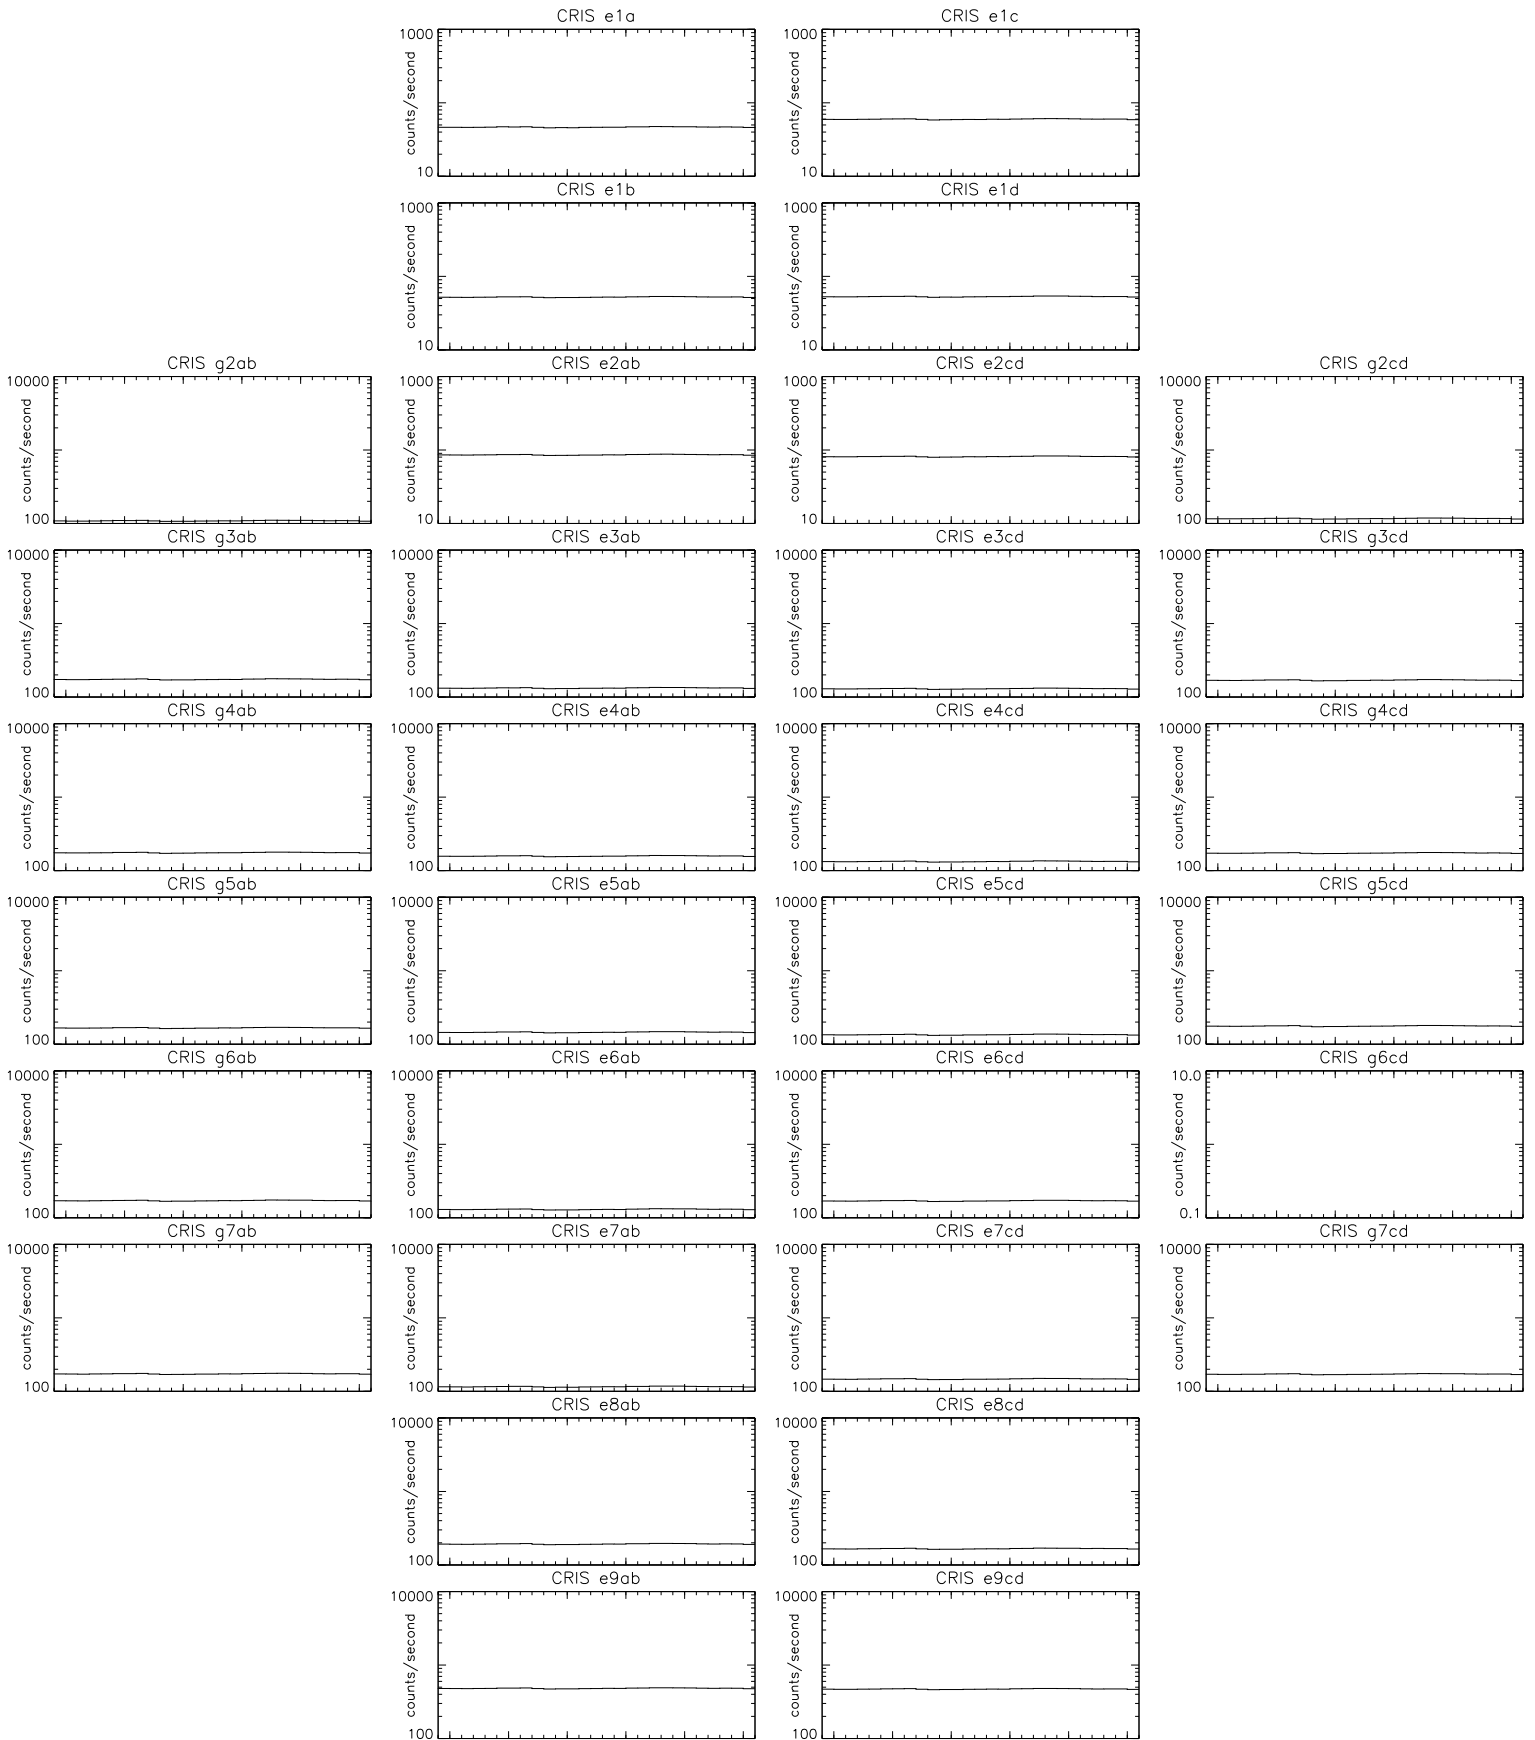 CRIS e1a
CRIS e1c
1000
counts/second
10
1000
counts/second
10
CRIS e1b
CRIS e1d
1000
counts/second
10
1000
counts/second
10
CRIS g2ab
CRIS e2ab
CRIS e2cd
CRIS g2cd
10000
counts/second
100
1000
counts/second
10
1000
counts/second
10
10000
counts/second
100
CRIS g3ab
CRIS e3ab
CRIS e3cd
CRIS g3cd
10000
counts/second
100
10000
counts/second
100
10000
counts/second
100
10000
counts/second
100
CRIS g4ab
CRIS e4ab
CRIS e4cd
CRIS g4cd
10000
counts/second
100
10000
counts/second
100
10000
counts/second
100
10000
counts/second
100
CRIS g5ab
CRIS e5ab
CRIS e5cd
CRIS g5cd
10000
counts/second
100
10000
counts/second
100
10000
counts/second
100
10000
counts/second
100
CRIS g6ab
CRIS e6ab
CRIS e6cd
CRIS g6cd
10000
counts/second
100
10000
counts/second
100
10000
counts/second
100
10.0
counts/second
0.1
CRIS g7ab
CRIS e7ab
CRIS e7cd
CRIS g7cd
10000
counts/second
100
10000
counts/second
100
10000
counts/second
100
10000
counts/second
100
CRIS e8ab
CRIS e8cd
10000
counts/second
100
10000
counts/second
100
CRIS e9ab
CRIS e9cd
10000
counts/second
100
10000
counts/second
100